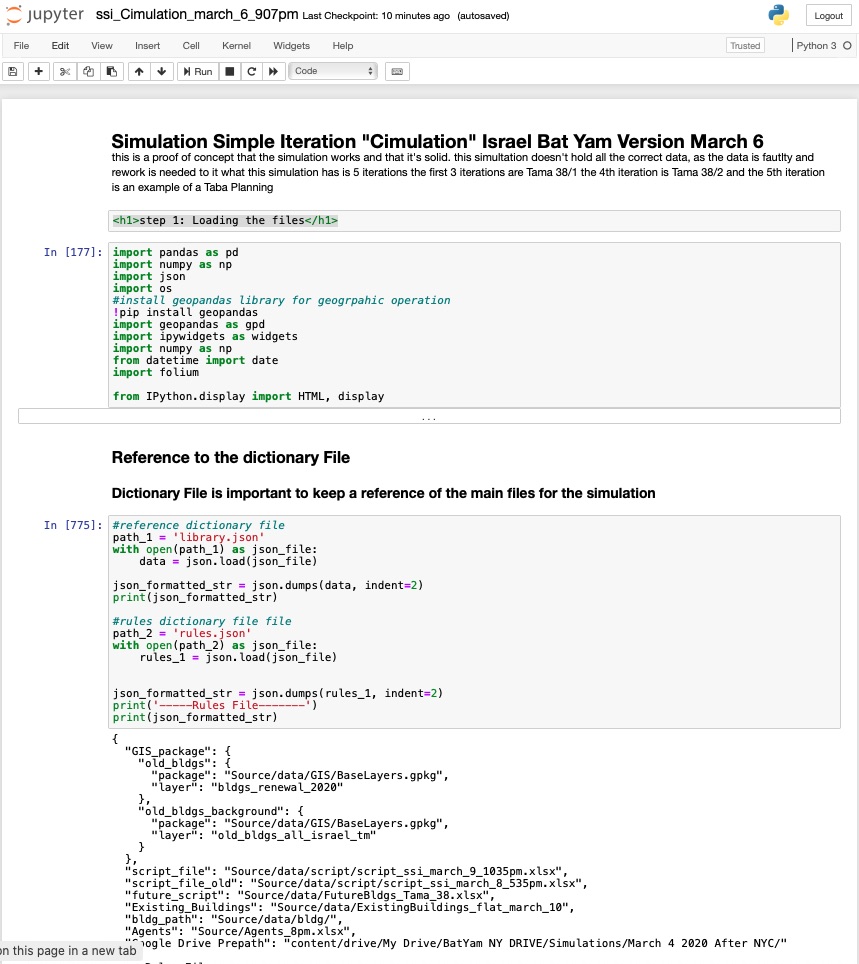 jupyter ssi_Cimulation_march_6_907pm Last Checkpoint: 10 minutes ago (autosaved) Logout
File Edit View Insert Cell Kernel Widgets Help Trusted Python 3
Run Code
Simulation Simple Iteration "Cimulation" Israel Bat Yam Version March 6
this is a proof of concept that the simulation works and that it's solid. this simultation doesn't hold all the correct data, as the data is fautlty and
rework is needed to it what this simulation has is 5 iterations the first 3 iterations are Tama 38/1 the 4th iteration is Tama 38/2 and the 5th iteration
is an example of a Taba Planning
<h1>step 1: Loading the files</h1>
In [177]:
import pandas as pd
import numpy as np
import json
import os
#install geopandas library for geogrpahic operation
!pip install geopandas
import geopandas as gpd
import ipywidgets as widgets
import numpy as np
from datetime import date
import folium
from IPython.display import HTML, display
...
Reference to the dictionary File
Dictionary File is important to keep a reference of the main files for the simulation
In [775]:
#reference dictionary file
path_1 = 'library.json'
with open(path_1) as json_file:
    data = json.load(json_file)
json_formatted_str = json.dumps(data, indent=2)
print(json_formatted_str)
#rules dictionary file file
path_2 = 'rules.json'
with open(path_2) as json_file:
    rules_1 = json.load(json_file)
json_formatted_str = json.dumps(rules_1, indent=2)
print('-----Rules File-------')
print(json_formatted_str)
{
  "GIS_package": {
    "old_bldgs": {
      "package": "Source/data/GIS/BaseLayers.gpkg",
      "layer": "bldgs_renewal_2020"
    },
    "old_bldgs_background": {
      "package": "Source/data/GIS/BaseLayers.gpkg",
      "layer": "old_bldgs_all_israel_tm"
    }
  },
  "script_file": "Source/data/script/script_ssi_march_9_1035pm.xlsx",
  "script_file_old": "Source/data/script/script_ssi_march_8_535pm.xlsx",
  "future_script": "Source/data/FutureBldgs_Tama_38.xlsx",
  "Existing_Buildings": "Source/data/ExistingBuildings_flat_march_10",
  "bldg_path": "Source/data/bldg/",
  "Agents": "Source/Agents_8pm.xlsx",
Drive Prepath": "content/drive/My Drive/BatYam NY DRIVE/Simulations/March 4 2020 After NYC/"
on this page in a new tab